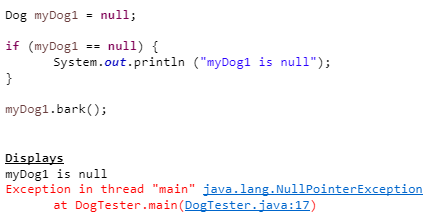 Dog myDog1 = null;
if (myDog1 == null) {
System.out.println ("myDog1 is null");
}
myDog1.bark();
Displays
myDog1 is null
Exception in thread "main" java.lang.NullPointerException
at DogTester.main(DogTester.java:17)